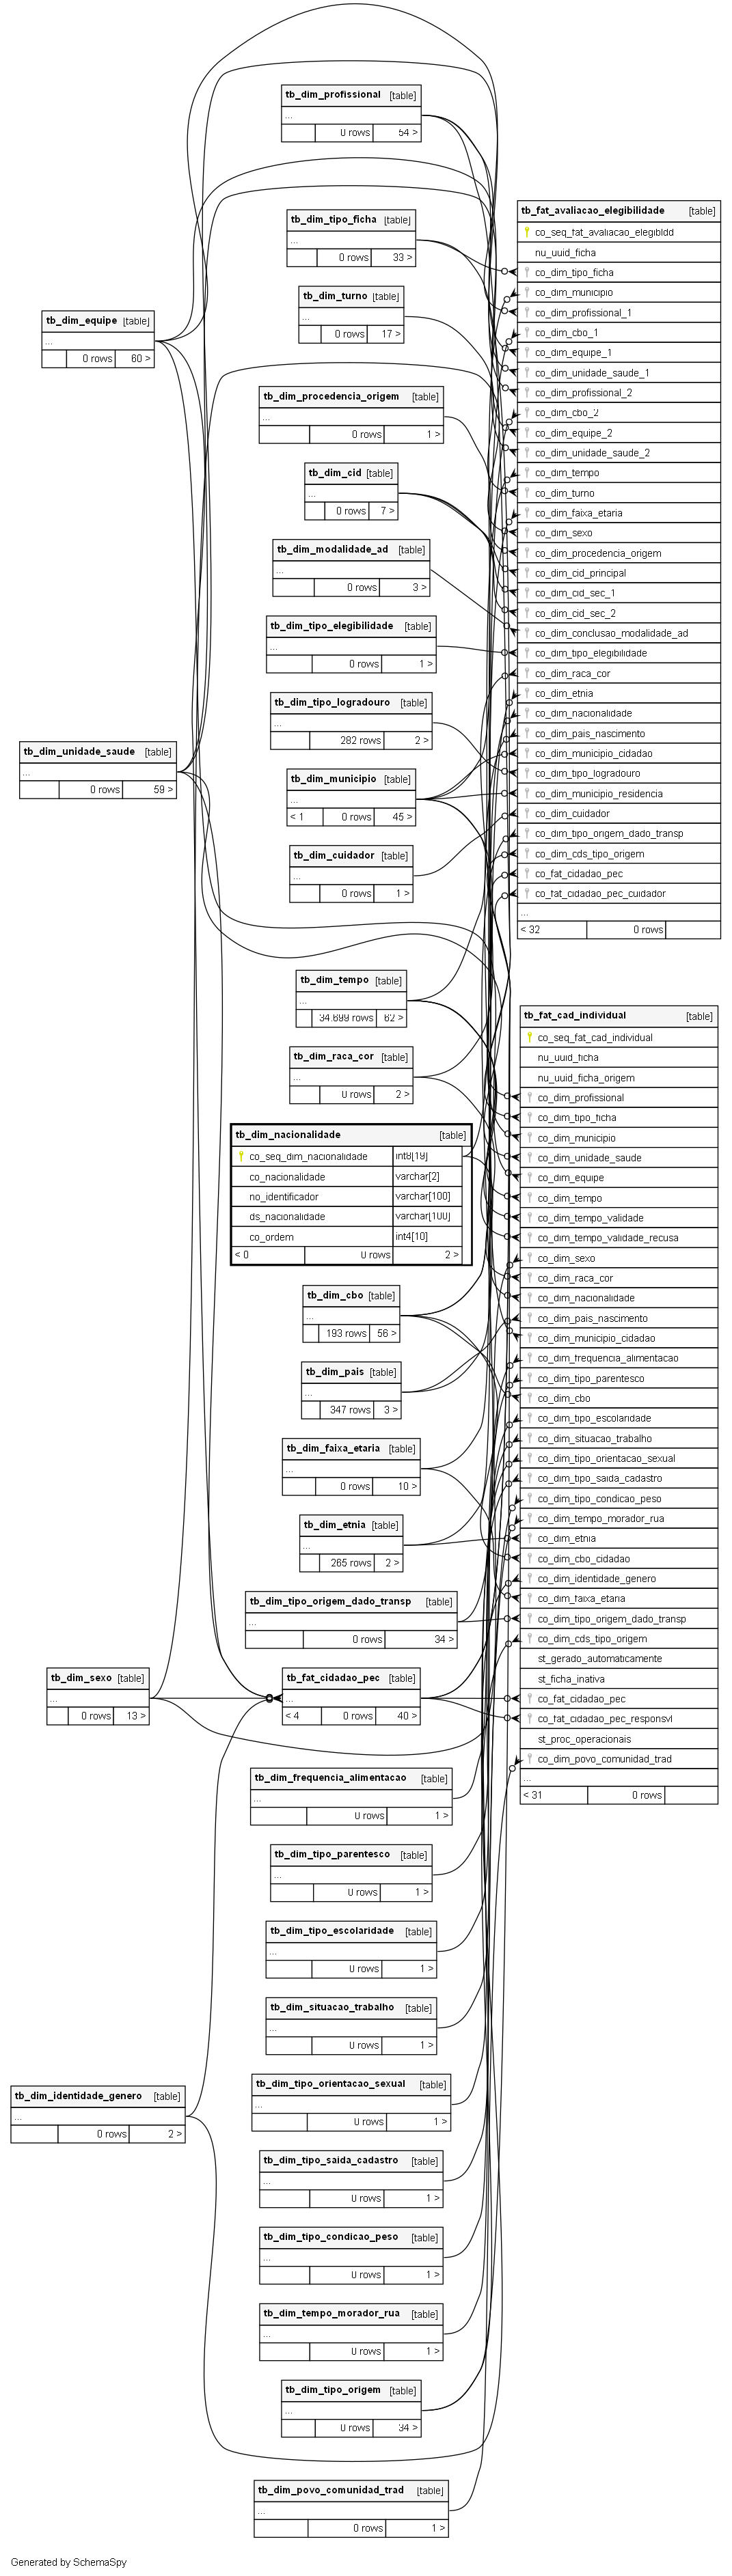 tb_dim_profissional [table]
...
0 rows 54 >
tb_dim_tipo_ficha [table]
...
0 rows 33 >
tb_dim_turno [table]
...
0 rows 17 >
tb_dim_equipe [table]
...
0 rows 60 >
tb_dim_procedencia_origem [table]
...
0 rows 1 >
tb_dim_cid [table]
...
0 rows 7 >
tb_dim_modalidade_ad [table]
...
0 rows 3 >
tb_dim_tipo_elegibilidade [table]
...
0 rows 1 >
tb_dim_tipo_logradouro [table]
...
282 rows 2 >
tb_dim_unidade_saude [table]
...
0 rows 59 >
tb_dim_municipio [table]
...
< 1 0 rows 45 >
tb_dim_cuidador [table]
...
0 rows 1 >
tb_fat_avaliacao_elegibilidade [table]
co_seq_fat_avaliacao_elegibldd
nu_uuid_ficha
co_dim_tipo_ficha
co_dim_municipio
co_dim_profissional_1
co_dim_cbo_1
co_dim_equipe_1
co_dim_unidade_saude_1
co_dim_profissional_2
co_dim_cbo_2
co_dim_equipe_2
co_dim_unidade_saude_2
co_dim_tempo
co_dim_turno
co_dim_faixa_etaria
co_dim_sexo
co_dim_procedencia_origem
co_dim_cid_principal
co_dim_cid_sec_1
co_dim_cid_sec_2
co_dim_conclusao_modalidade_ad
co_dim_tipo_elegibilidade
co_dim_raca_cor
co_dim_etnia
co_dim_nacionalidade
co_dim_pais_nascimento
co_dim_municipio_cidadao
co_dim_tipo_logradouro
co_dim_municipio_residencia
co_dim_cuidador
co_dim_tipo_origem_dado_transp
co_dim_cds_tipo_origem
co_fat_cidadao_pec
co_fat_cidadao_pec_cuidador
...
< 32 0 rows
tb_dim_tempo [table]
...
34.699 rows 62 >
tb_dim_raca_cor [table]
...
0 rows 2 >
tb_dim_nacionalidade [table]
co_seq_dim_nacionalidade int8[19]
co_nacionalidade varchar[2]
no_identificador varchar[100]
ds_nacionalidade varchar[100]
co_ordem int4[10]
< 0 0 rows 2 >
tb_dim_cbo [table]
...
193 rows 56 >
tb_dim_pais [table]
...
347 rows 3 >
tb_dim_faixa_etaria [table]
...
0 rows 10 >
tb_dim_etnia [table]
...
265 rows 2 >
tb_dim_tipo_origem_dado_transp [table]
...
0 rows 34 >
tb_dim_sexo [table]
...
0 rows 13 >
tb_fat_cidadao_pec [table]
...
< 4 0 rows 40 >
tb_fat_cad_individual [table]
co_seq_fat_cad_individual
nu_uuid_ficha
nu_uuid_ficha_origem
co_dim_profissional
co_dim_tipo_ficha
co_dim_municipio
co_dim_unidade_saude
co_dim_equipe
co_dim_tempo
co_dim_tempo_validade
co_dim_tempo_validade_recusa
co_dim_sexo
co_dim_raca_cor
co_dim_nacionalidade
co_dim_pais_nascimento
co_dim_municipio_cidadao
co_dim_frequencia_alimentacao
co_dim_tipo_parentesco
co_dim_cbo
co_dim_tipo_escolaridade
co_dim_situacao_trabalho
co_dim_tipo_orientacao_sexual
co_dim_tipo_saida_cadastro
co_dim_tipo_condicao_peso
co_dim_tempo_morador_rua
co_dim_etnia
co_dim_cbo_cidadao
co_dim_identidade_genero
co_dim_faixa_etaria
co_dim_tipo_origem_dado_transp
co_dim_cds_tipo_origem
st_gerado_automaticamente
st_ficha_inativa
co_fat_cidadao_pec
co_fat_cidadao_pec_responsvl
st_proc_operacionais
co_dim_povo_comunidad_trad
...
< 31 0 rows
tb_dim_frequencia_alimentacao [table]
...
0 rows 1 >
tb_dim_tipo_parentesco [table]
...
0 rows 1 >
tb_dim_tipo_escolaridade [table]
...
0 rows 1 >
tb_dim_situacao_trabalho [table]
...
0 rows 1 >
tb_dim_identidade_genero [table]
...
0 rows 2 >
tb_dim_tipo_orientacao_sexual [table]
...
0 rows 1 >
tb_dim_tipo_saida_cadastro [table]
...
0 rows 1 >
tb_dim_tipo_condicao_peso [table]
...
0 rows 1 >
tb_dim_tempo_morador_rua [table]
...
0 rows 1 >
tb_dim_tipo_origem [table]
...
0 rows 34 >
tb_dim_povo_comunidad_trad [table]
...
0 rows 1 >
Generated by SchemaSpy